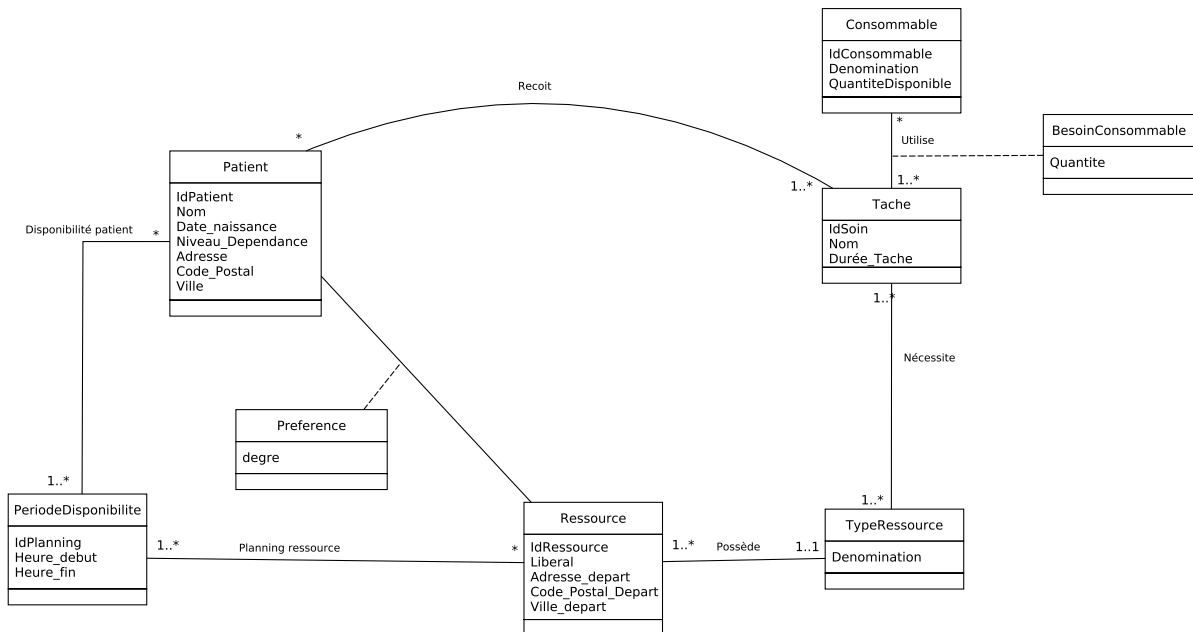 Consommable
IdConsommable
Denomination
QuantiteDisponible
Recoit
*
Utilise
BesoinConsommable
Quantite
*
1..*
1..*
Patient
IdPatient
Nom
Date_naissance
Niveau_Dependance
Adresse
Code_Postal
Ville
Tache
IdSoin
Nom
Durée_Tache
Disponibilité patient
*
1..*
Nécessite
Preference
degre
1..*
1..*
PeriodeDisponibilite
IdPlanning
Heure_debut
Heure_fin
1..*
Planning ressource
*
Ressource
IdRessource
Liberal
Adresse_depart
Code_Postal_Depart
Ville_depart
1..*
Possède
1..1
TypeRessource
Denomination